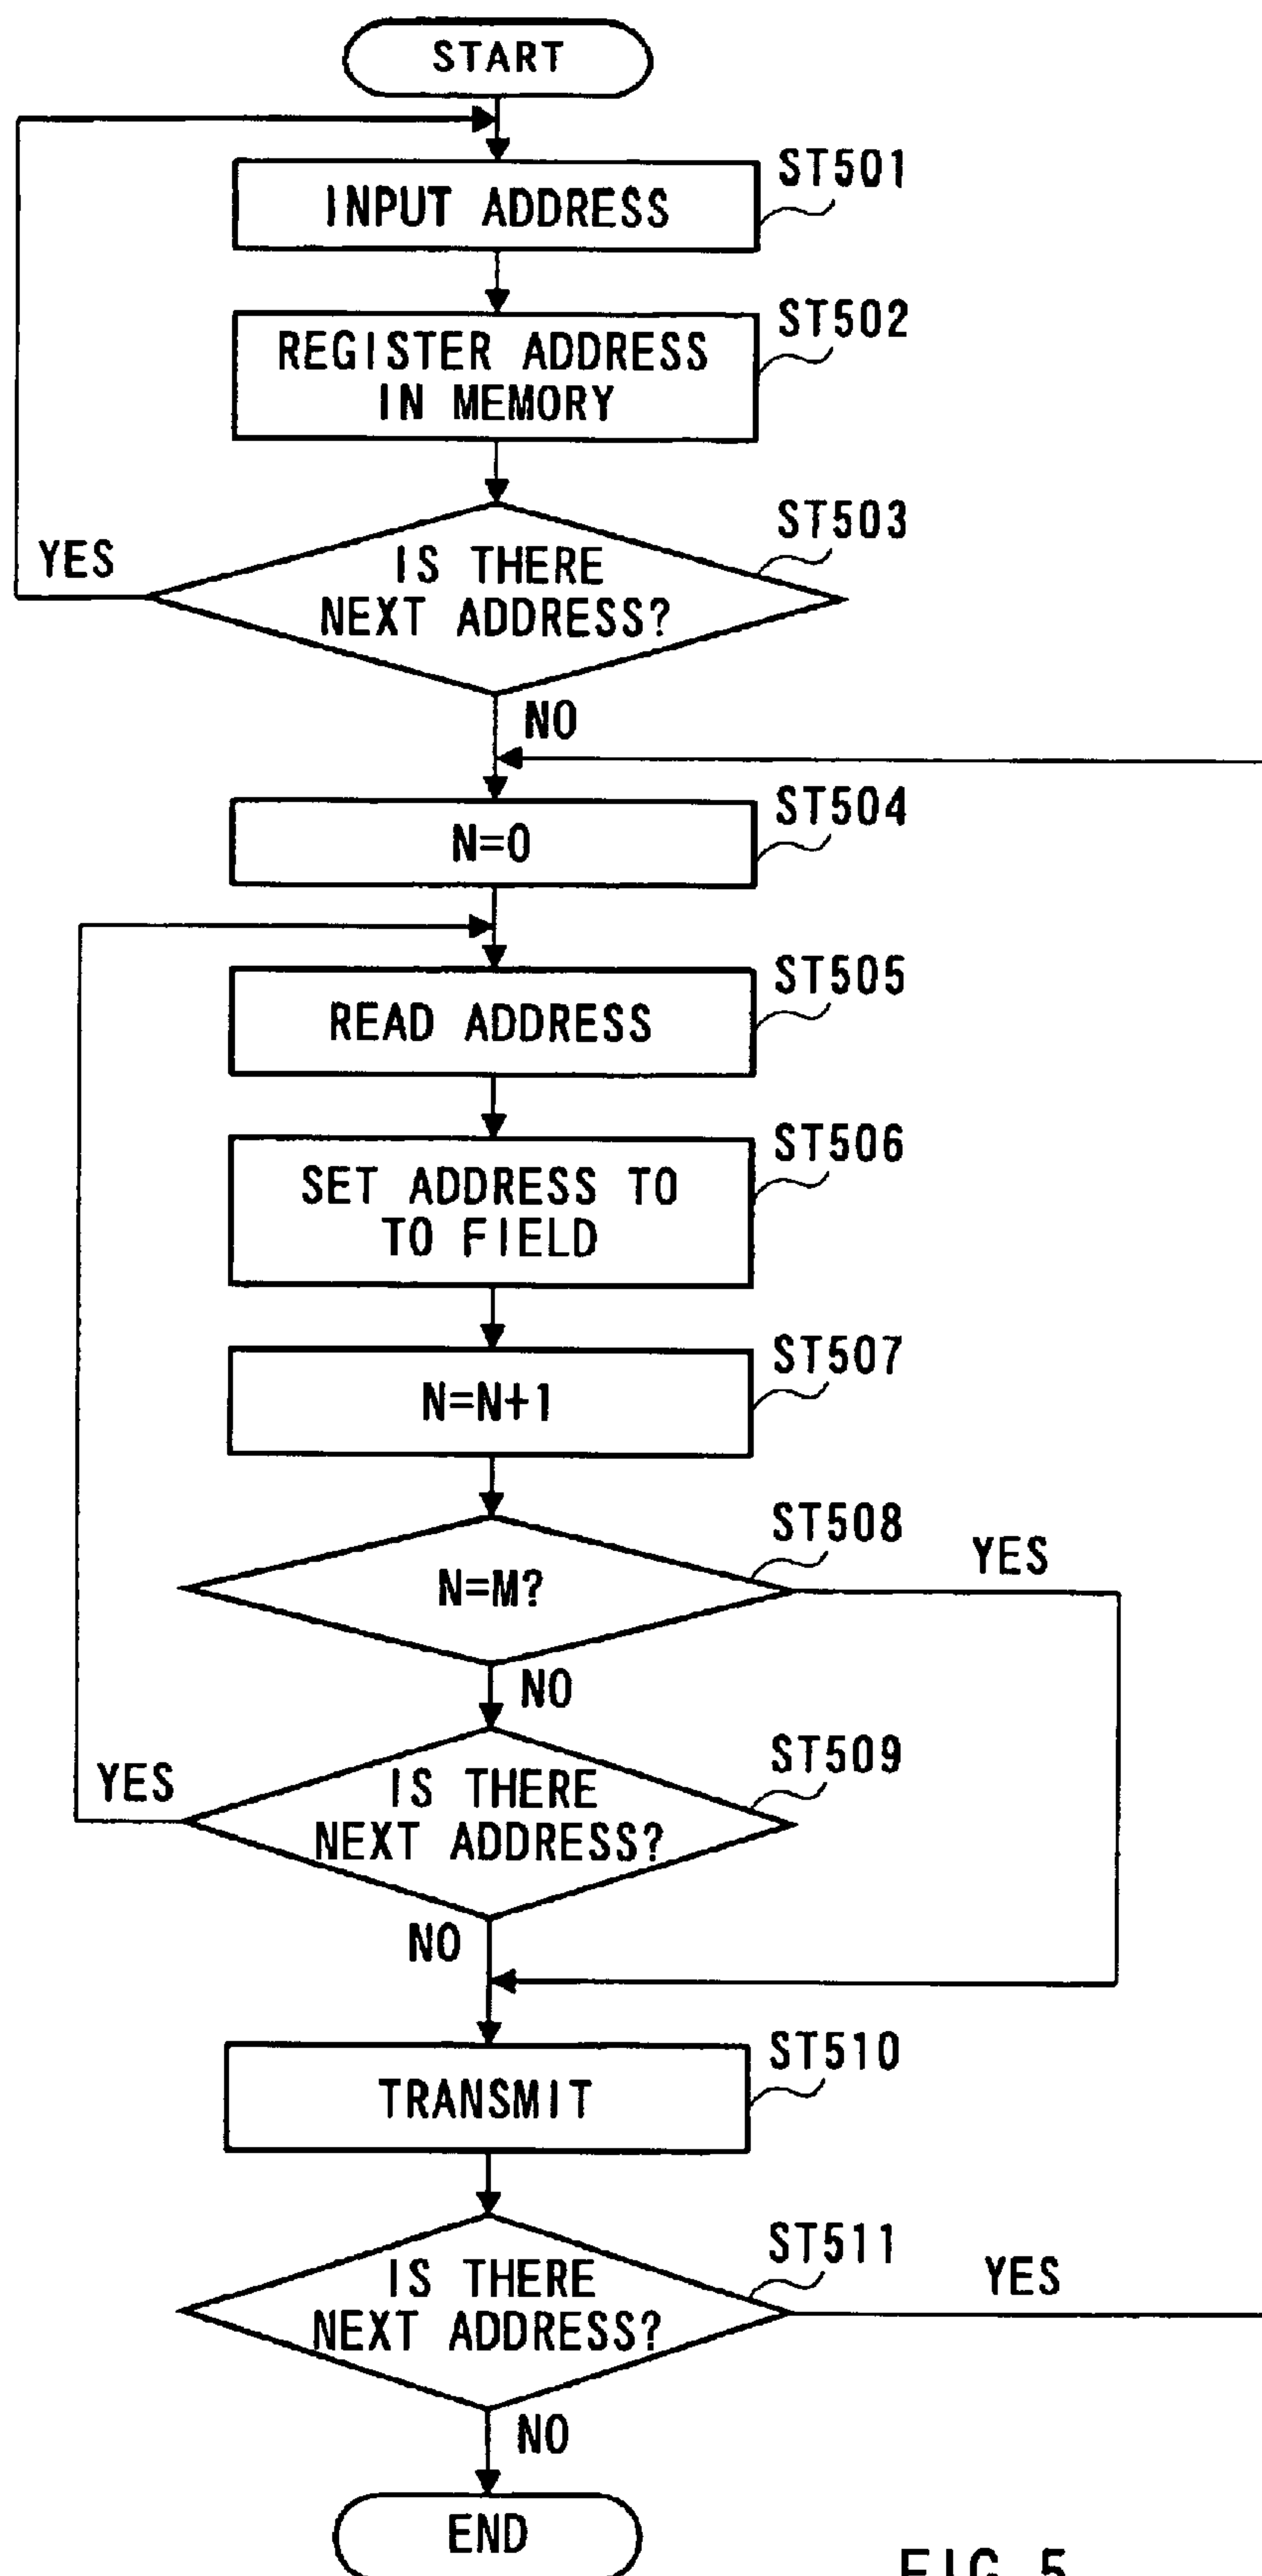 START
ST501
INPUT ADDRESS
ST502
REGISTER ADDRESS
IN MEMORY
ST503
YES
IS THERE
NEXT ADDRESS?
NO
ST504
N=0
ST505
READ ADDRESS
ST506
SET ADDRESS TO
TO FIELD
ST507
N=N+1
ST508
YES
N=M?
NO
ST509
YES
IS THERE
NEXT ADDRESS?
NO
ST510
TRANSMIT
ST511
YES
IS THERE
NEXT ADDRESS?
NO
END
FIG. 5